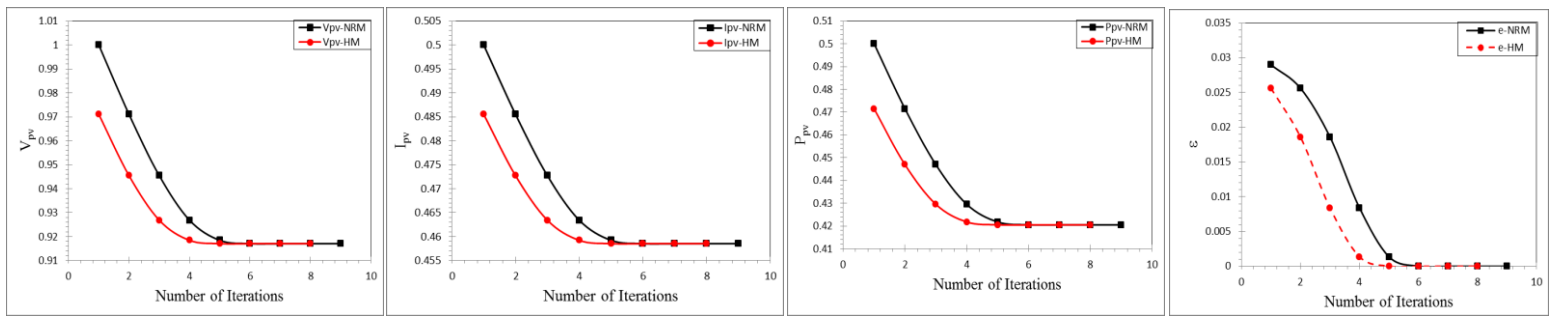 1.01
1
0.99
0.98
0.97
0.96
0.95
0.94
0.93
0.92
0.91
0 2 4 6 8 10
Vpv
Number of Iterations
Vpv-NRM
Vpv-HM
0.505
0.5
0.495
0.49
0.485
0.48
0.475
0.47
0.465
0.46
0.455
0 2 4 6 8 10
Ipv
Number of Iterations
Ipv-NRM
Ipv-HM
0.51
0.5
0.49
0.48
0.47
0.46
0.45
0.44
0.43
0.42
0.41
0 2 4 6 8 10
Ppv
Number of Iterations
Ppv-NRM
Ppv-HM
0.035
0.03
0.025
0.02
0.015
0.01
0.005
0
0 2 4 6 8 10
ε
Number of Iterations
e-NRM
e-HM